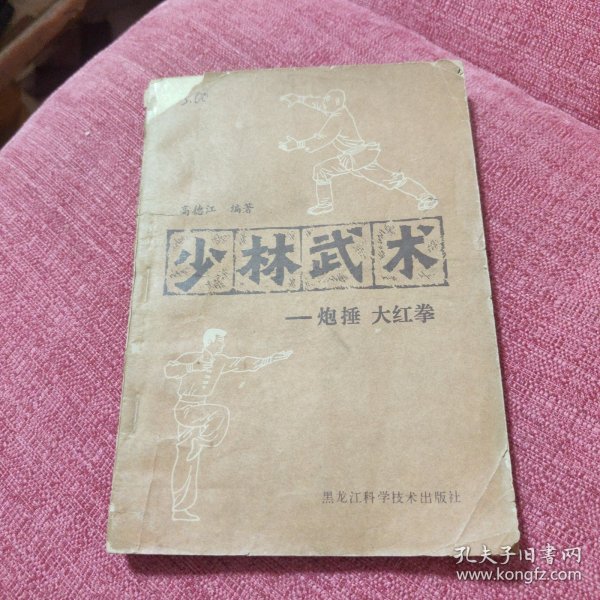 5.00
高德江 编著
少林武术
—炮捶 大红拳
黑龙江科学技术出版社
孔夫子旧书网
www.kongfz.com